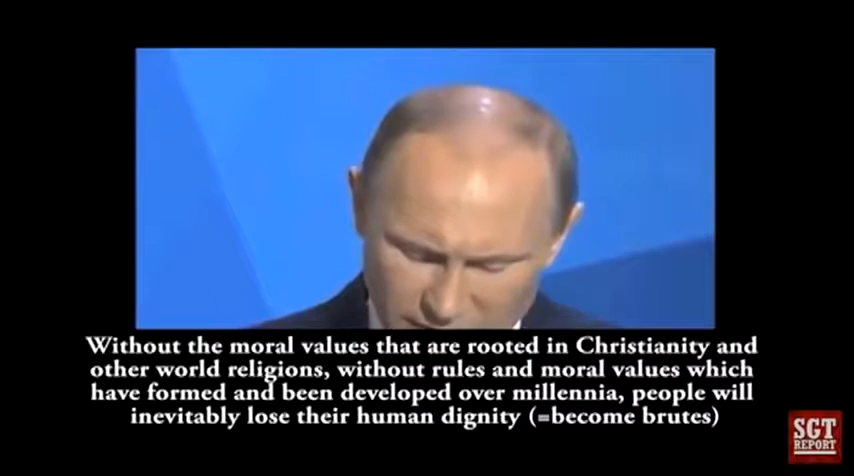 Without the moral values that are rooted in Christianity and
other world religions, without rules and moral values which
have formed and been developed over millennia, people will
inevitably lose their human dignity (=become brutes)
SGT
REPORT